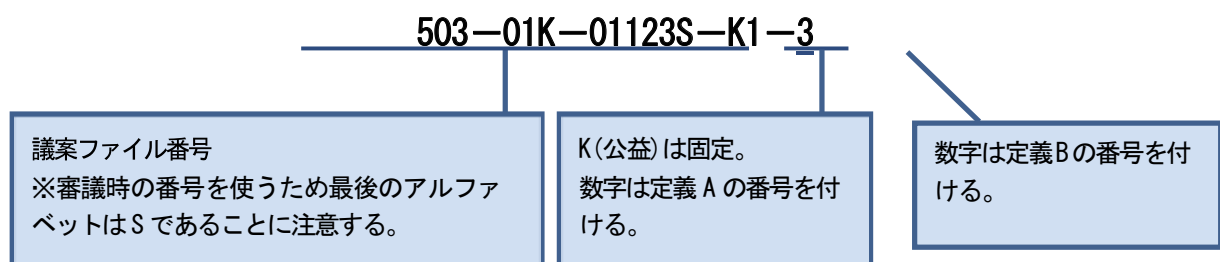 503－01K－01123S－K1－3
議案ファイル番号
※審議時の番号を使うため最後のアルファ
ベットはSであることに注意する。
K(公益)は固定。
数字は定義 A の番号を付
ける。
数字は定義Bの番号を付
ける。